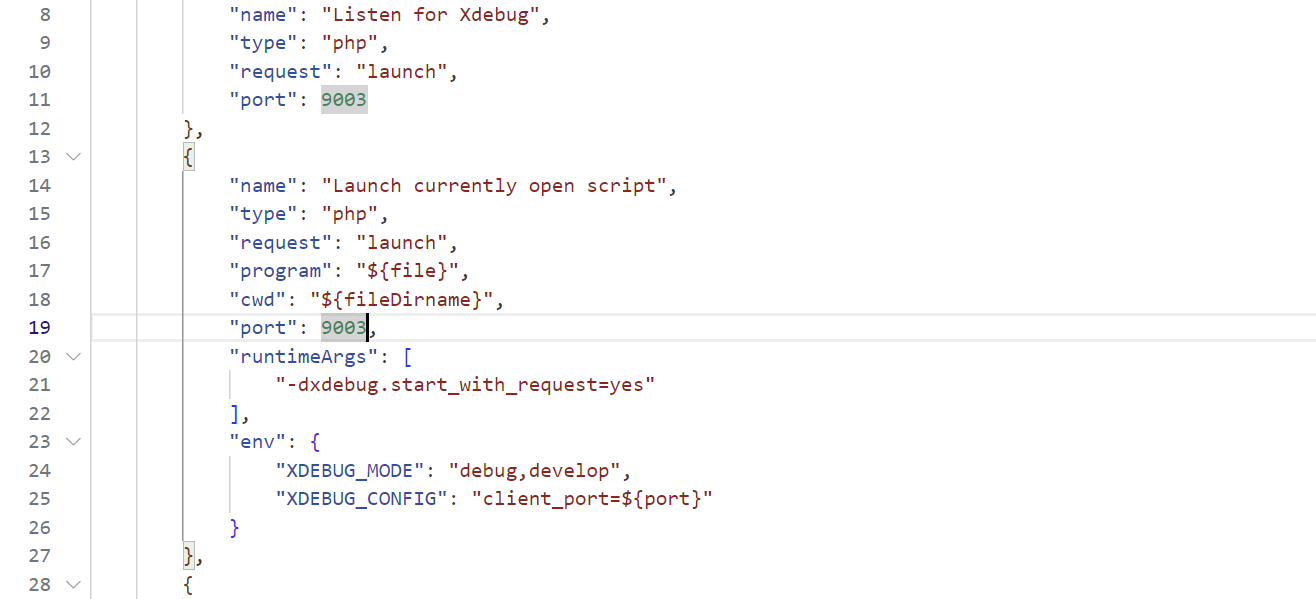 8 "name": "Listen for Xdebug",
9 "type": "php",
10 "request": "launch",
11 "port": 9003
12 },
13 {
14 "name": "Launch currently open script",
15 "type": "php",
16 "request": "launch",
17 "program": "${file}",
18 "cwd": "${fileDirname}",
19 "port": 9003,
20 "runtimeArgs": [
21 "-dxdebug.start_with_request=yes"
22 ],
23 "env": {
24 "XDEBUG_MODE": "debug,develop",
25 "XDEBUG_CONFIG": "client_port=${port}"
26 }
27 },
28 {